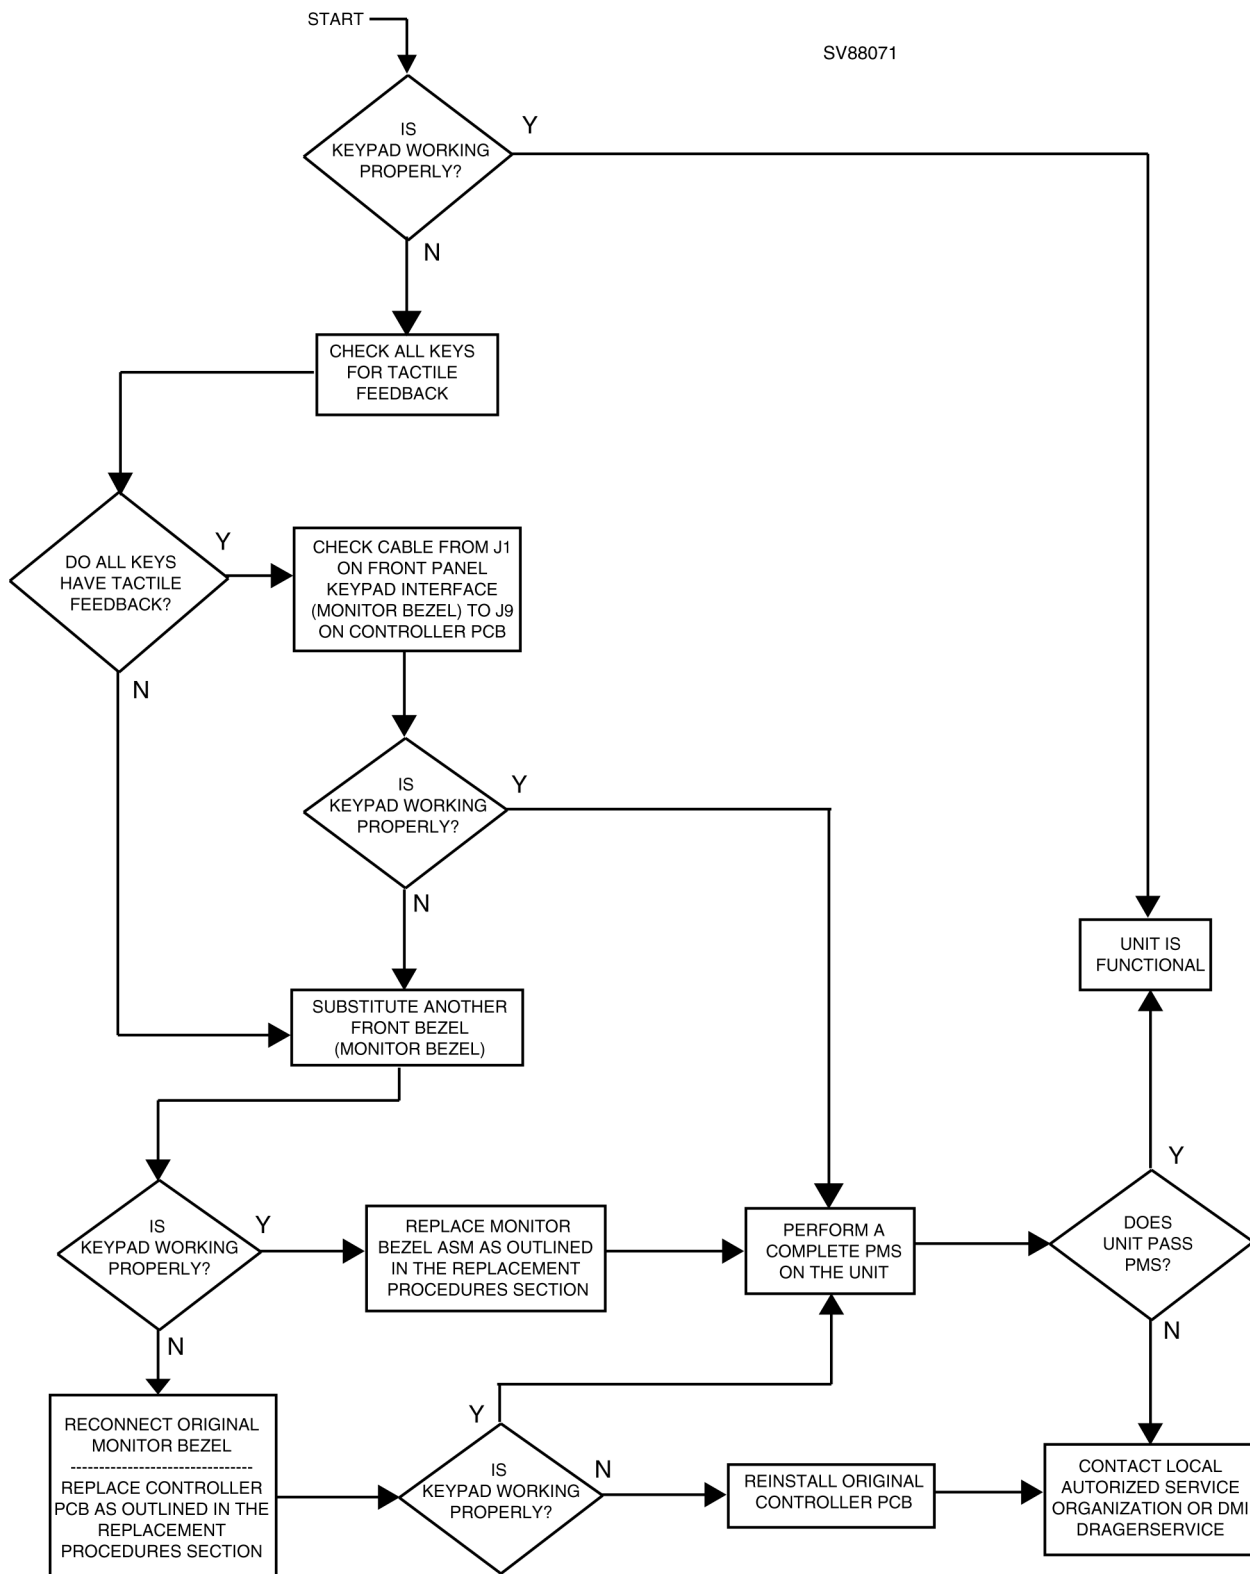 START
SV88071
IS
KEYPAD WORKING
PROPERLY?
Y
N
CHECK ALL KEYS
FOR TACTILE
FEEDBACK
DO ALL KEYS
HAVE TACTILE
FEEDBACK?
Y
N
CHECK CABLE FROM J1
ON FRONT PANEL
KEYPAD INTERFACE
(MONITOR BEZEL) TO J9
ON CONTROLLER PCB
IS
KEYPAD WORKING
PROPERLY?
Y
N
UNIT IS
FUNCTIONAL
SUBSTITUTE ANOTHER
FRONT BEZEL
(MONITOR BEZEL)
IS
KEYPAD WORKING
PROPERLY?
Y
N
REPLACE MONITOR
BEZEL ASM AS OUTLINED
IN THE REPLACEMENT
PROCEDURES SECTION
PERFORM A
COMPLETE PMS
ON THE UNIT
DOES
UNIT PASS
PMS?
Y
N
RECONNECT ORIGINAL
MONITOR BEZEL
--------------------------------
REPLACE CONTROLLER
PCB AS OUTLINED IN THE
REPLACEMENT
PROCEDURES SECTION
IS
KEYPAD WORKING
PROPERLY?
Y
N
REINSTALL ORIGINAL
CONTROLLER PCB
CONTACT LOCAL
AUTORIZED SERVICE
ORGANIZATION OR DMI
DRAGERSERVICE